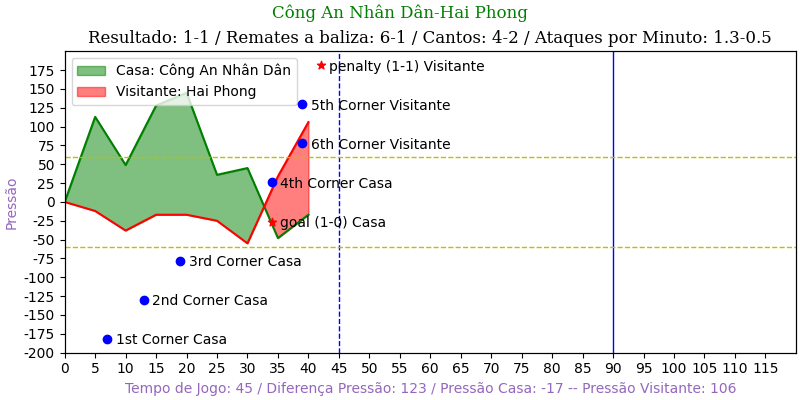 Công An Nhân Dân-Hai Phong
Resultado: 1-1 / Remates a baliza: 6-1 / Cantos: 4-2 / Ataques por Minuto: 1.3-0.5
Casa: Công An Nhân Dân
Visitante: Hai Phong
penalty (1-1) Visitante
5th Corner Visitante
6th Corner Visitante
4th Corner Casa
goal (1-0) Casa
3rd Corner Casa
2nd Corner Casa
1st Corner Casa
Pressão
175
150
125
100
75
50
25
0
-25
-50
-75
-100
-125
-150
-175
-200
0 5 10 15 20 25 30 35 40 45 50 55 60 65 70 75 80 85 90 95 100 105 110 115
Tempo de Jogo: 45 / Diferença Pressão: 123 / Pressão Casa: -17 -- Pressão Visitante: 106